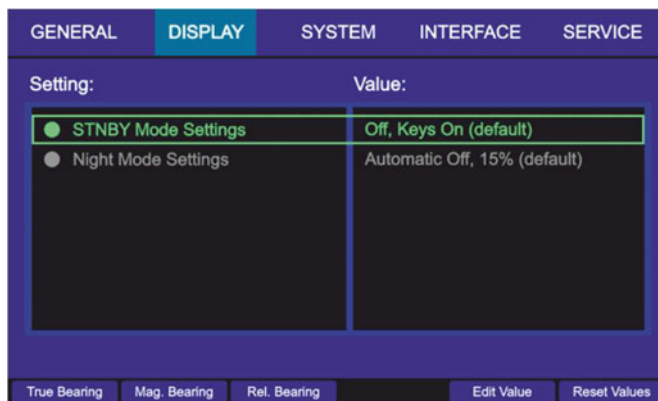 GENERAL DISPLAY SYSTEM INTERFACE SERVICE
Setting: Value:
STNBY Mode Settings Off, Keys On (default)
Night Mode Settings Automatic Off, 15% (default)
True Bearing Mag. Bearing Rel. Bearing Edit Value Reset Values